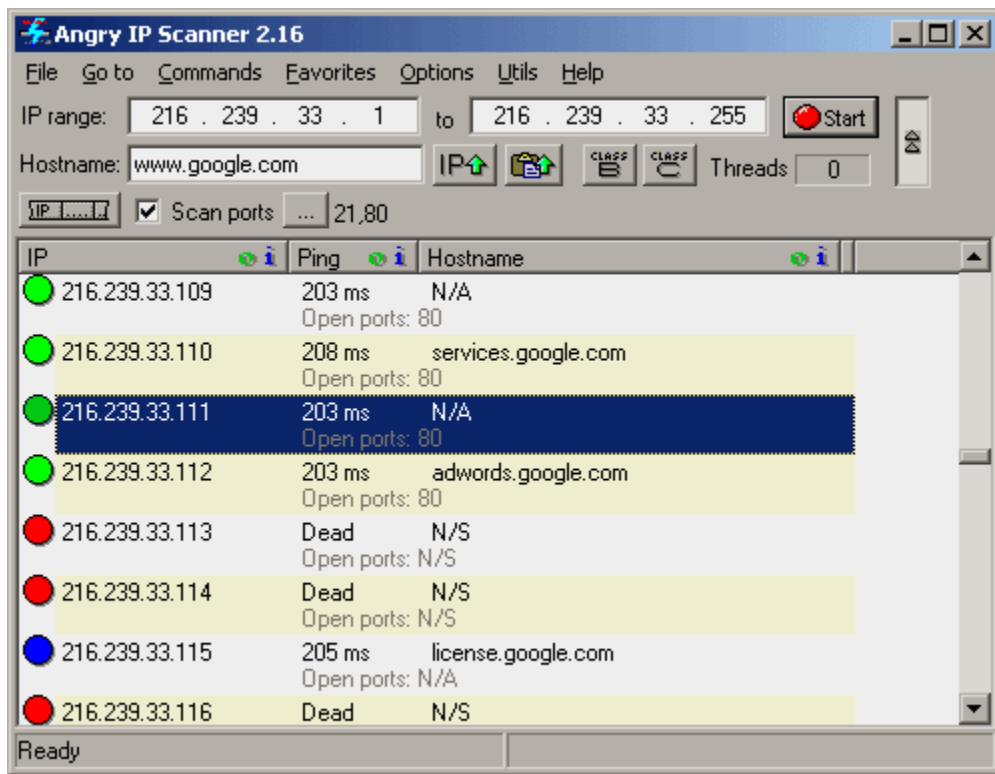 Angry IP Scanner 2.16
File Go to Commands Favorites Options Utils Help
IP range: 216 . 239 . 33 . 1 to 216 . 239 . 33 . 255 Start
Hostname: www.google.com IP CLASS B CLASS C Threads 0
IP Scan ports ... 21,80
IP i Ping i Hostname i
216.239.33.109 203 ms N/A
Open ports: 80
216.239.33.110 208 ms services.google.com
Open ports: 80
216.239.33.111 203 ms N/A
Open ports: 80
216.239.33.112 203 ms adwords.google.com
Open ports: 80
216.239.33.113 Dead N/S
Open ports: N/S
216.239.33.114 Dead N/S
Open ports: N/S
216.239.33.115 205 ms license.google.com
Open ports: N/A
216.239.33.116 Dead N/S
Ready